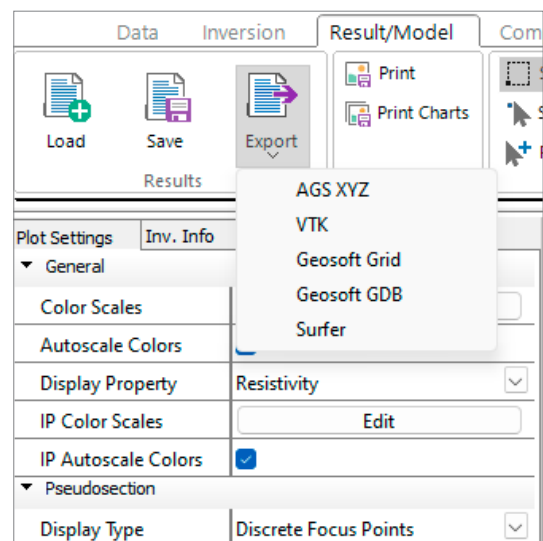 Data Inversion Result/Model Com
Load Save Export
Results
Print
Print Charts
AGS XYZ
VTK
Geosoft Grid
Geosoft GDB
Surfer
Plot Settings Inv. Info
General
Color Scales
Autoscale Colors
Display Property Resistivity
IP Color Scales Edit
IP Autoscale Colors
Pseudosection
Display Type Discrete Focus Points